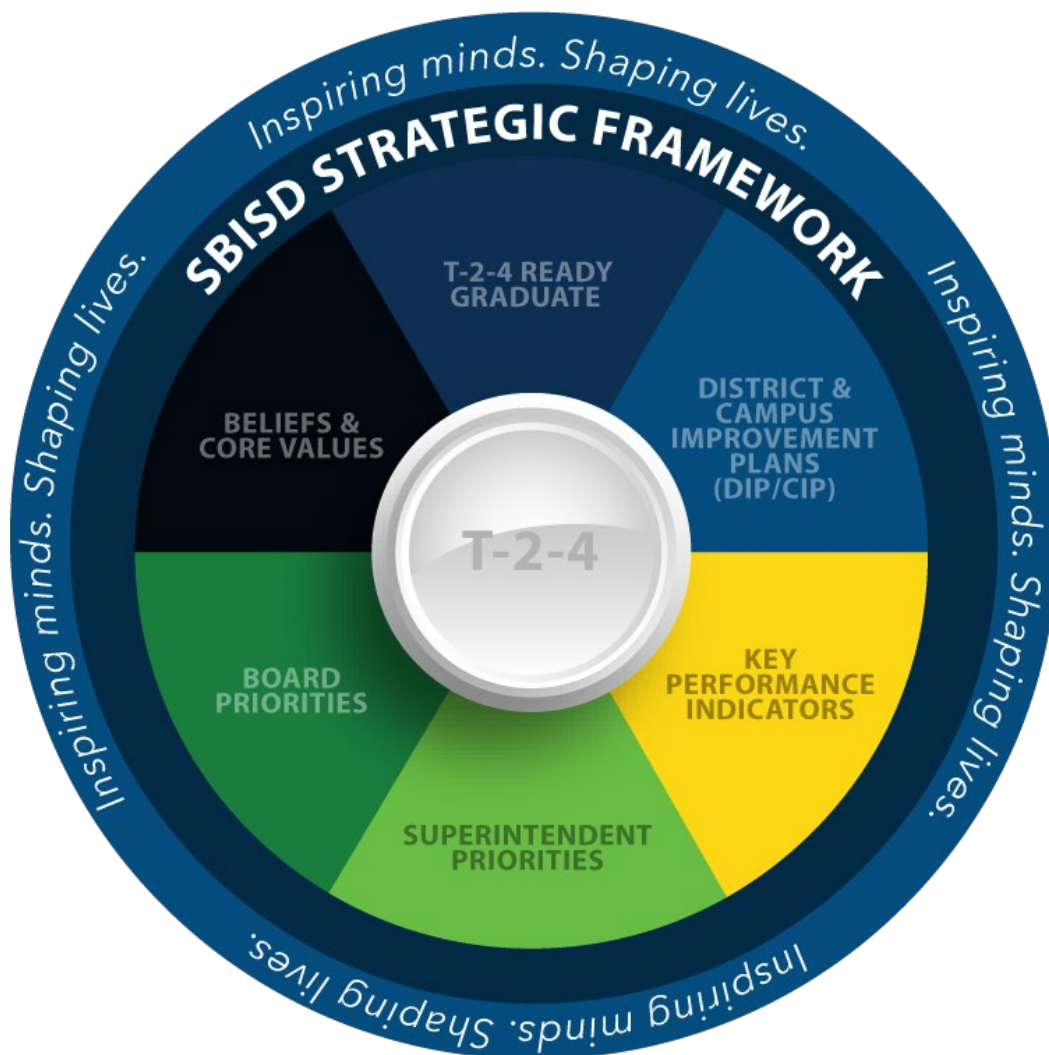 Inspiring minds. Shaping lives.
SBISD STRATEGIC FRAMEWORK
T-2-4 READY
GRADUATE
DISTRICT &
CAMPUS
IMPROVEMENT
PLANS
(DIP/CIP)
KEY
PERFORMANCE
INDICATORS
SUPERINTENDENT
PRIORITIES
BOARD
PRIORITIES
BELIEFS &
CORE VALUES
T-2-4
Inspiring minds. Shaping lives.
Inspiring minds. Shaping lives.
Inspiring minds. Shaping lives.